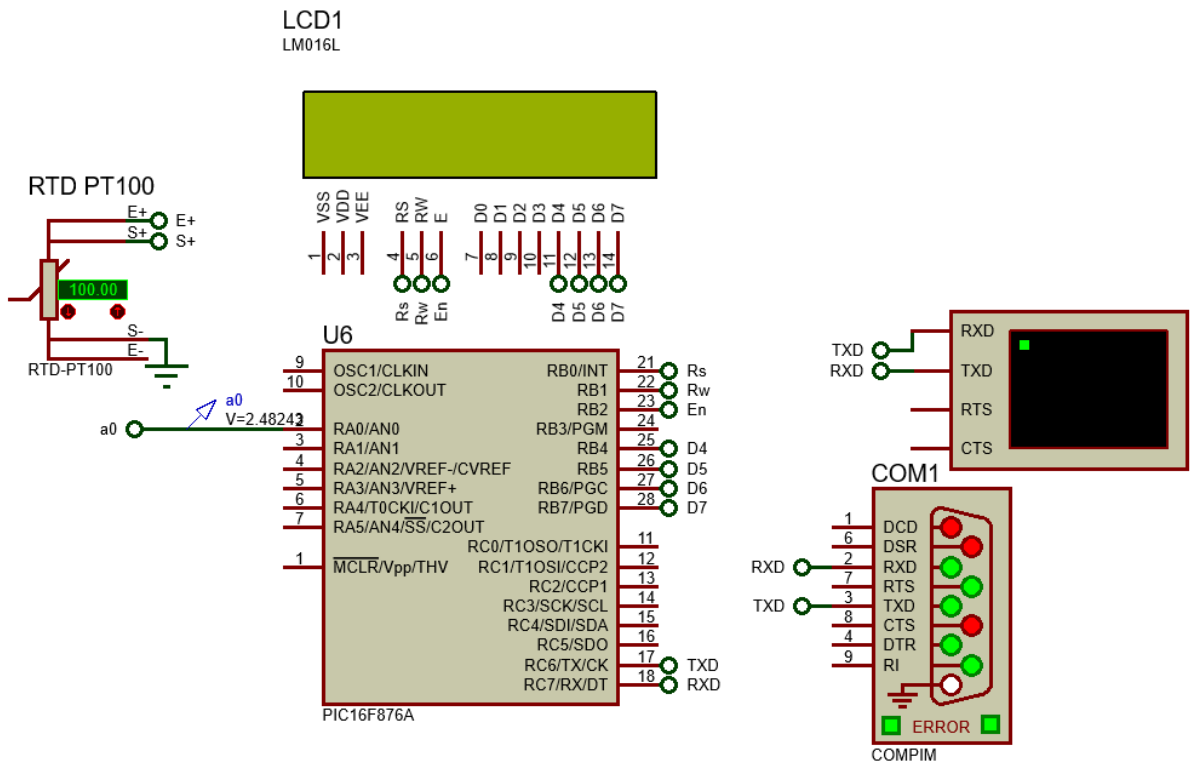 LCD1
LM016L
VSS
VDD
VEE
RS
RW
E
D0
D1
D2
D3
D4
D5
D6
D7
1
2
3
4
5
6
7
8
9
10
11
12
13
14
Rs
Rw
En
D4
D5
D6
D7
RTD PT100
E+
E+
S+
S+
100.00
S-
E-
RTD-PT100
a0
a0
V=2.48243
U6
9 OSC1/CLKIN
10 OSC2/CLKOUT
2 RA0/AN0
3 RA1/AN1
4 RA2/AN2/VREF-/CVREF
5 RA3/AN3/VREF+
6 RA4/T0CKI/C1OUT
7 RA5/AN4/SS/C2OUT
1 MCLR/Vpp/THV
RB0/INT 21 Rs
RB1 22 Rw
RB2 23 En
RB3/PGM 24
RB4 25 D4
RB5 26 D5
RB6/PGC 27 D6
RB7/PGD 28 D7
RC0/T1OSO/T1CKI 11
RC1/T1OSI/CCP2 12
RC2/CCP1 13
RC3/SCK/SCL 14
RC4/SDI/SDA 15
RC5/SDO 16
RC6/TX/CK 17 TXD
RC7/RX/DT 18 RXD
PIC16F876A
TXD RXD
RXD TXD
RTS
CTS
COM1
1 DCD
6 DSR
RXD 2 RXD
7 RTS
TXD 3 TXD
8 CTS
4 DTR
9 RI
ERROR
COMPIM